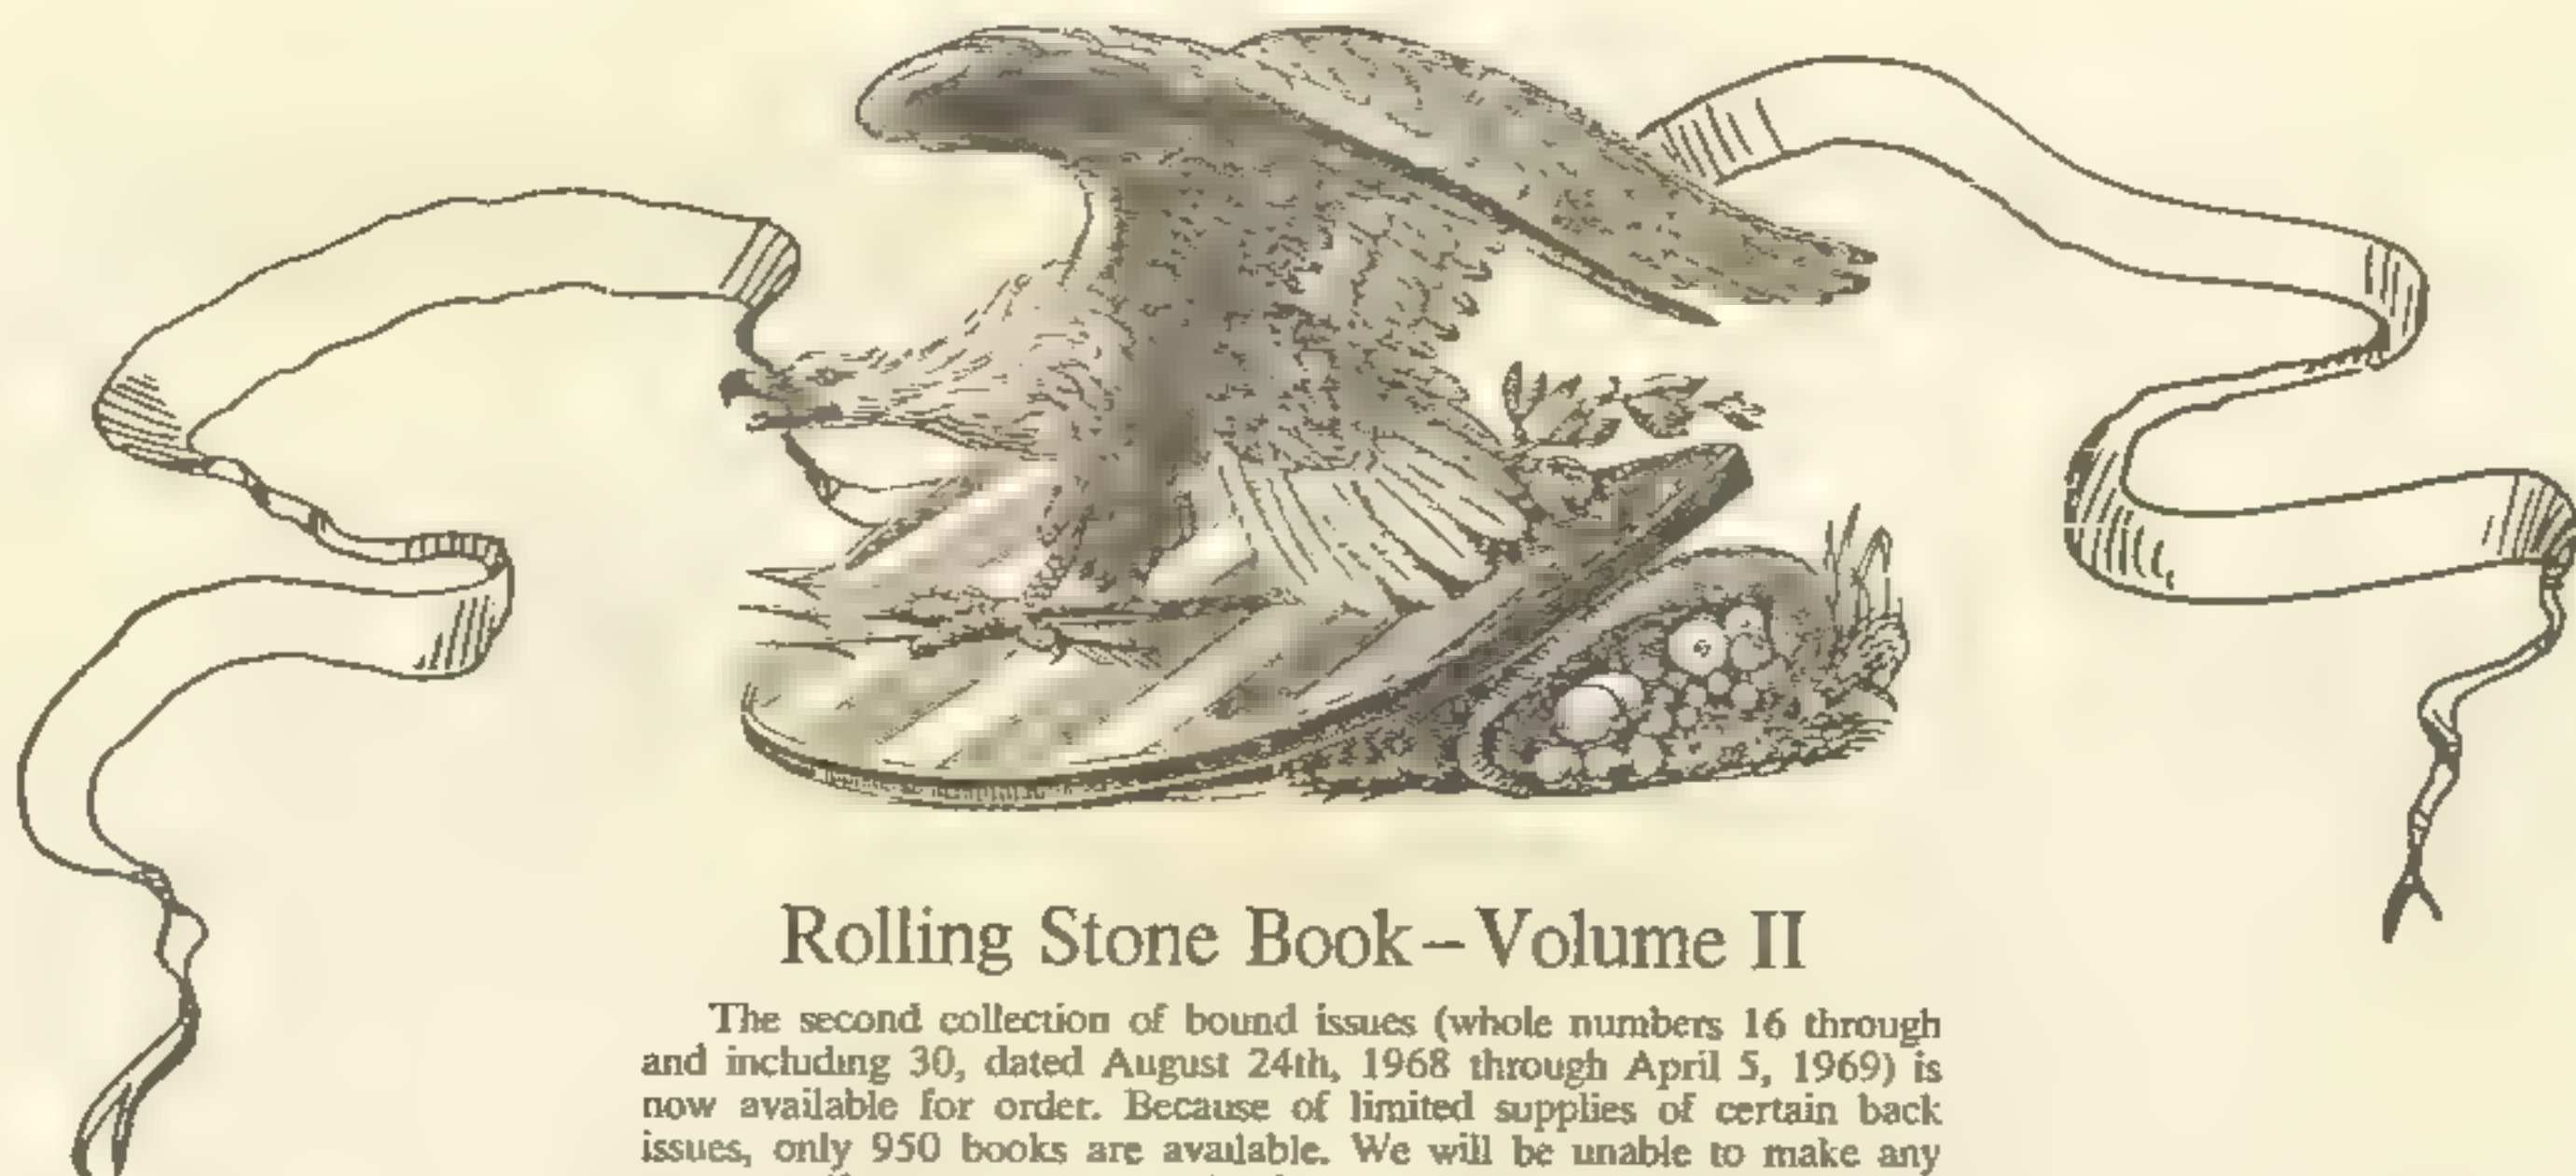 Rolling Stone Book – Volume II
The second collection of bound issues (whole numbers 16 through
and including 30, dated August 24th, 1968 through April 5, 1969) is
now available for order. Because of limited supplies of certain back
issues, only 950 books are available. We will be unable to make any